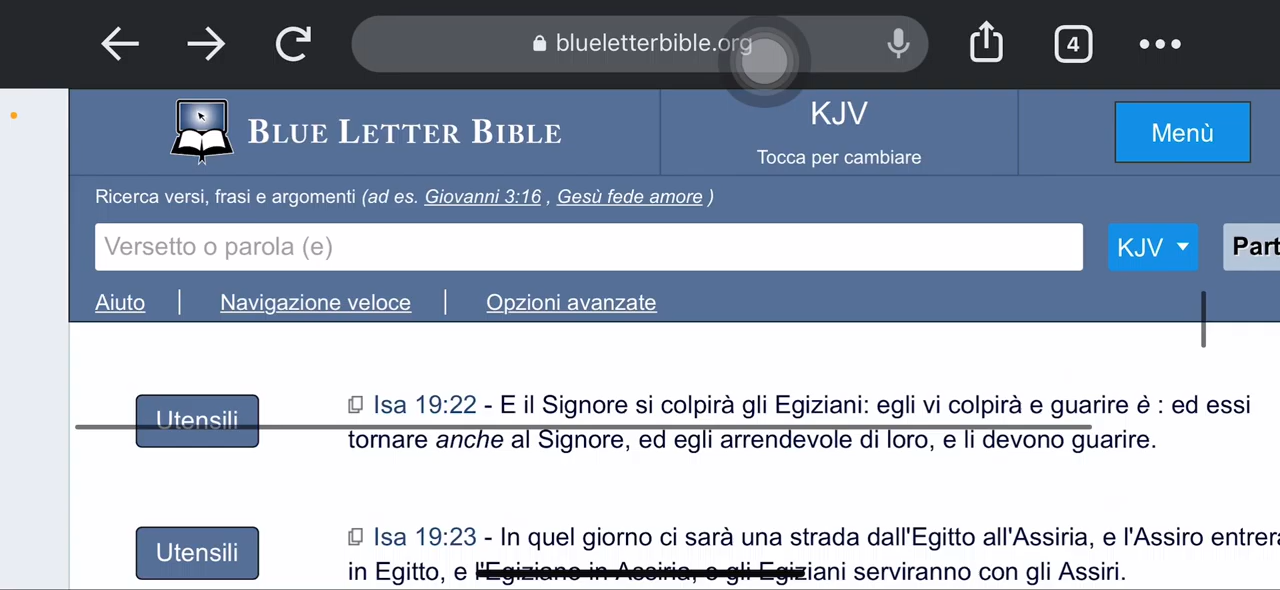 blueletterbible.org
4
BLUE LETTER BIBLE
KJV
Tocca per cambiare
Menù
Ricerca versi, frasi e argomenti (ad es. Giovanni 3:16 , Gesù fede amore )
Versetto o parola (e)
KJV
Part
Aiuto | Navigazione veloce | Opzioni avanzate
Utensili
Isa 19:22 - E il Signore si colpirà gli Egiziani: egli vi colpirà e guarire è : ed essi
tornare anche al Signore, ed egli arrendevole di loro, e li devono guarire.
Utensili
Isa 19:23 - In quel giorno ci sarà una strada dall'Egitto all'Assiria, e l'Assiro entrerà
in Egitto, e l'Egiziano in Assiria, e gli Egiziani serviranno con gli Assiri.